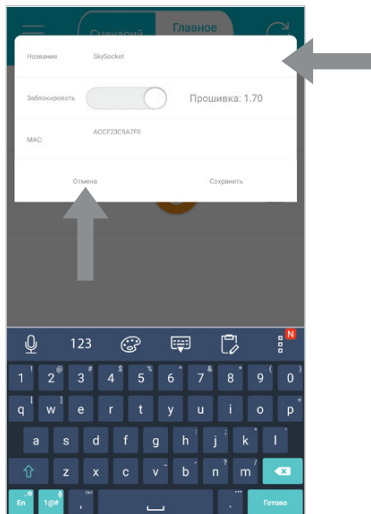 Сценарий Главное
Название SkySocket
Заблокировать Прошивка: 1.70
MAC: ACCF23C9A7F0
Отмена Сохранить
123 N
1 ! 2 @ 3 # 4 $ 5 % 6 ^ 7 & 8 * 9 ( 0 )
q [ w ] e r t y u i o p *
a s d f g h : j ; k ' l "
z x c v - b - n ? m /
En 1@# , . Готово